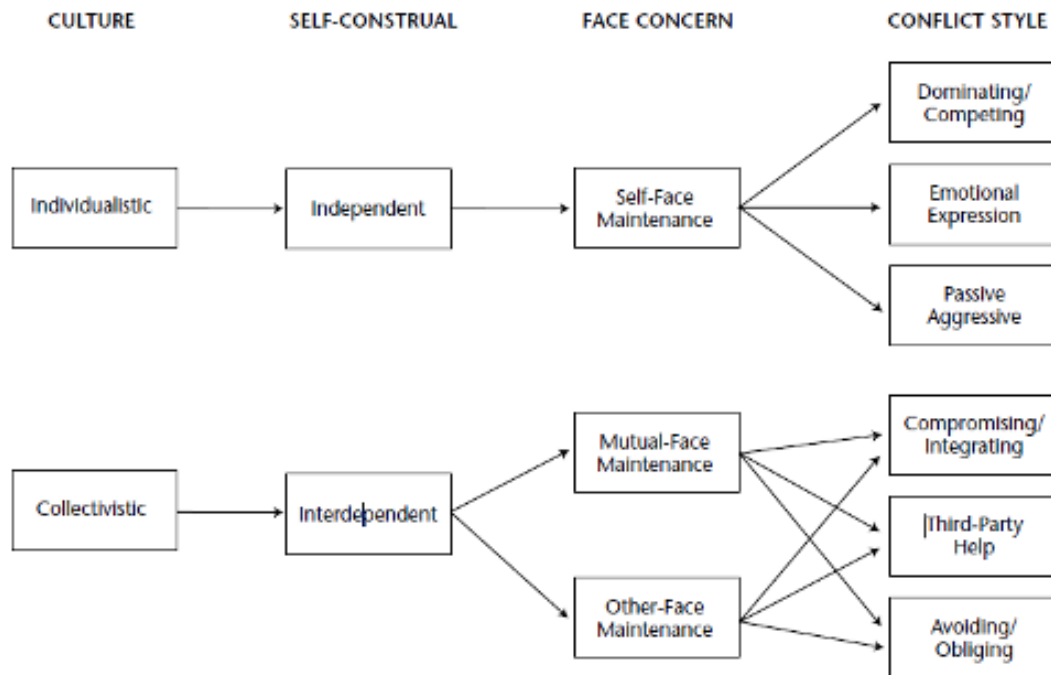 CULTURE
SELF-CONSTRUAL
FACE CONCERN
CONFLICT STYLE
Dominating/
Competing
Individualistic
Independent
Self-Face
Maintenance
Emotional
Expression
Passive
Aggressive
Collectivistic
Interdependent
Mutual-Face
Maintenance
Other-Face
Maintenance
Compromising/
Integrating
Third-Party
Help
Avoiding/
Obliging